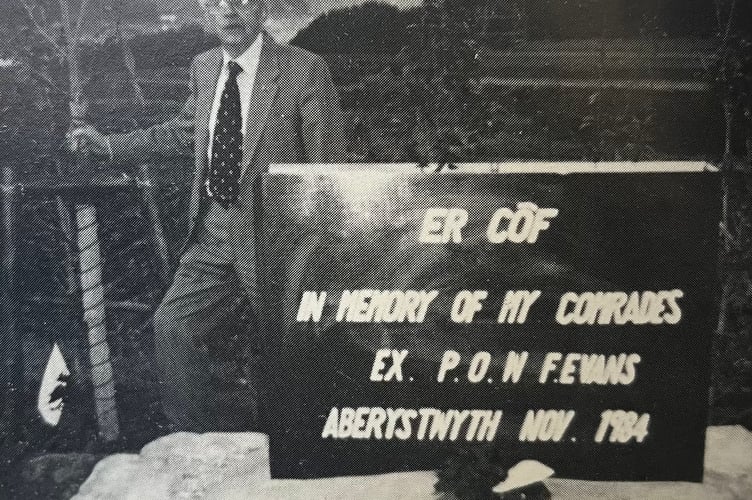 ER CÔF
IN MEMORY OF MY COMRADES
EX. P.O.W F.EVANS
ABERYSTWYTH NOV. 1984